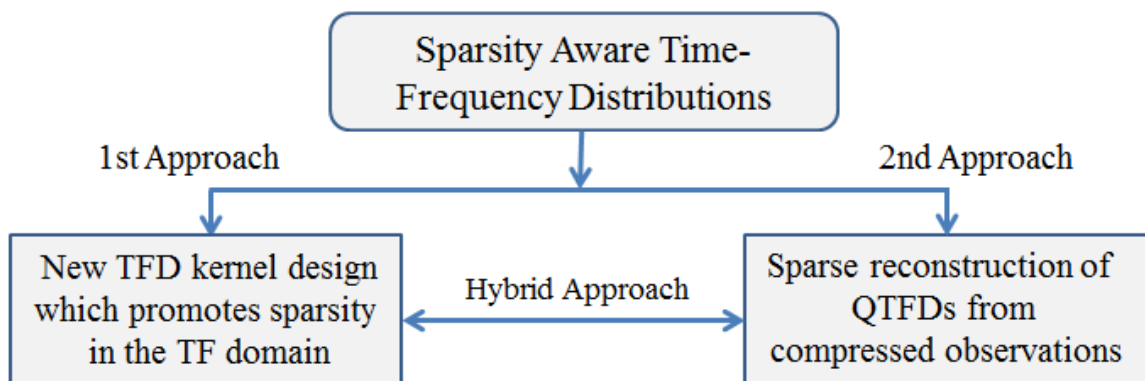 Sparsity Aware Time-
Frequency Distributions
1st Approach
2nd Approach
New TFD kernel design
which promotes sparsity
in the TF domain
Hybrid Approach
Sparse reconstruction of
QTFDs from
compressed observations